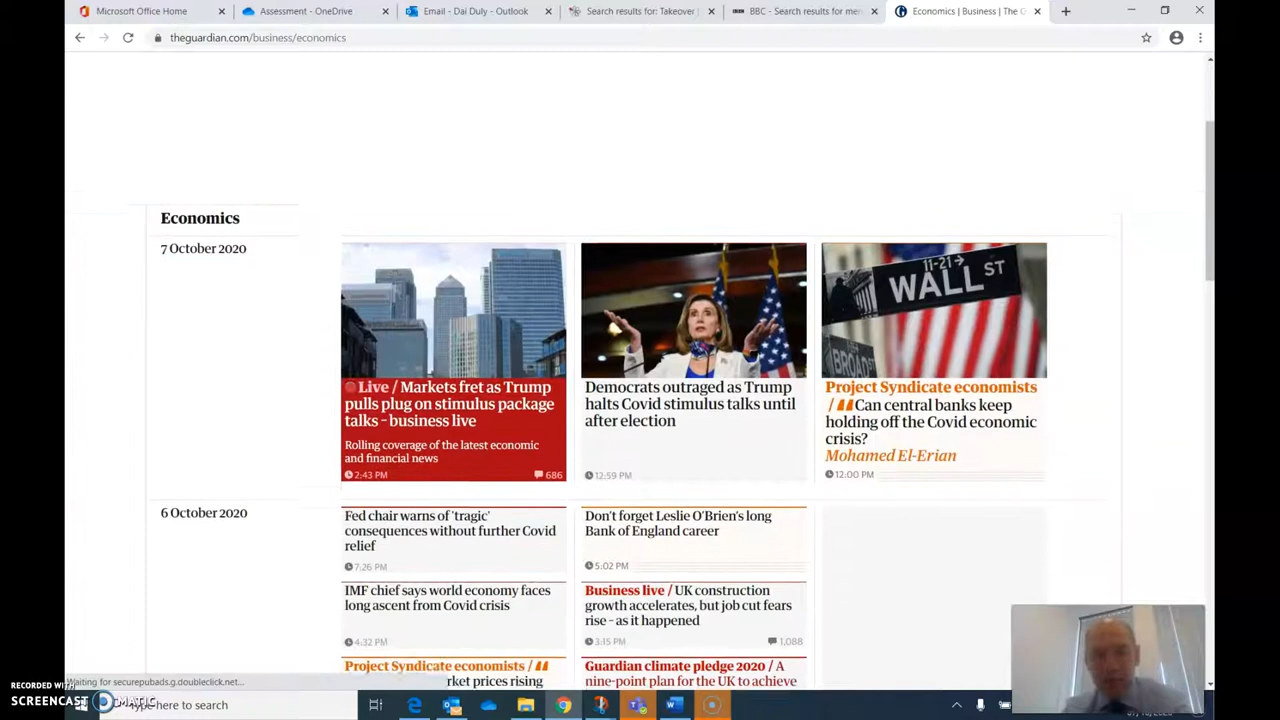 Microsoft Office Home
Assessment - OneDrive
Email - Dai Duly - Outlook
Search results for: Takeover
BBC - Search results for mer
Economics | Business | The G
theguardian.com/business/economics
Economics
7 October 2020
11-21
WALL ST
BROAD ST
Live / Markets fret as Trump
pulls plug on stimulus package
talks – business live
Rolling coverage of the latest economic
and financial news
2:43 PM
686
Democrats outraged as Trump
halts Covid stimulus talks until
after election
12:59 PM
Project Syndicate economists
/ Can central banks keep
holding off the Covid economic
crisis?
Mohamed El-Erian
12:00 PM
6 October 2020
Fed chair warns of 'tragic'
consequences without further Covid
relief
7:26 PM
Don't forget Leslie O'Brien's long
Bank of England career
5:02 PM
IMF chief says world economy faces
long ascent from Covid crisis
4:32 PM
Business live / UK construction
growth accelerates, but job cut fears
rise – as it happened
3:15 PM
1,088
Project Syndicate economists /
rket prices rising
Guardian climate pledge 2020 / A
nine-point plan for the UK to achieve
Waiting for securepubads.g.doubleclick.net...
RECORDED WITH
SCREENCAST MATIC
here to search